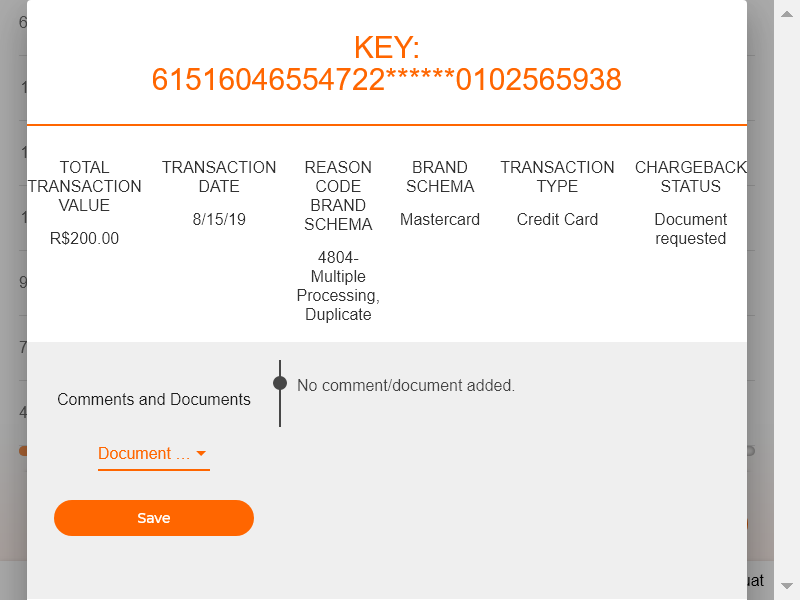 KEY:
61516046554722******0102565938
TOTAL
TRANSACTION
VALUE
R$200.00
TRANSACTION
DATE
8/15/19
REASON
CODE
BRAND
SCHEMA
4804-
Multiple
Processing,
Duplicate
BRAND
SCHEMA
Mastercard
TRANSACTION
TYPE
Credit Card
CHARGEBACK
STATUS
Document
requested
Comments and Documents
No comment/document added.
Document ...
Save